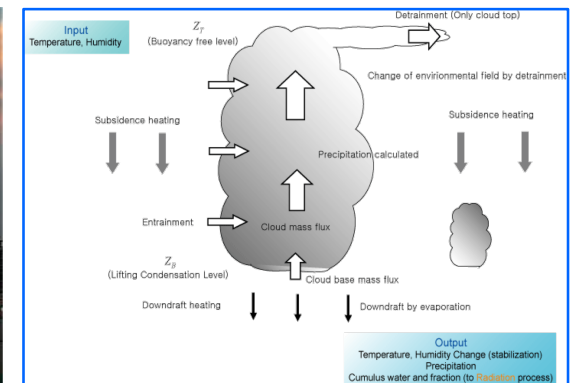 Detrainment (Only cloud top)
Input
Temperature, Humidity
Z_T
(Buoyancy free level)
Change of envirionmental field by detrainment
Subsidence heating
Subsidence heating
Precipitation calculated
Entrainment
Cloud mass flux
Z_B
(Lifting Condensation Level)
Cloud base mass flux
Downdraft heating
Downdraft by evaporation
Output
Temperature, Humidity Change (stabilization)
Precipitation
Cumulus water and fraction (to Radiation process)